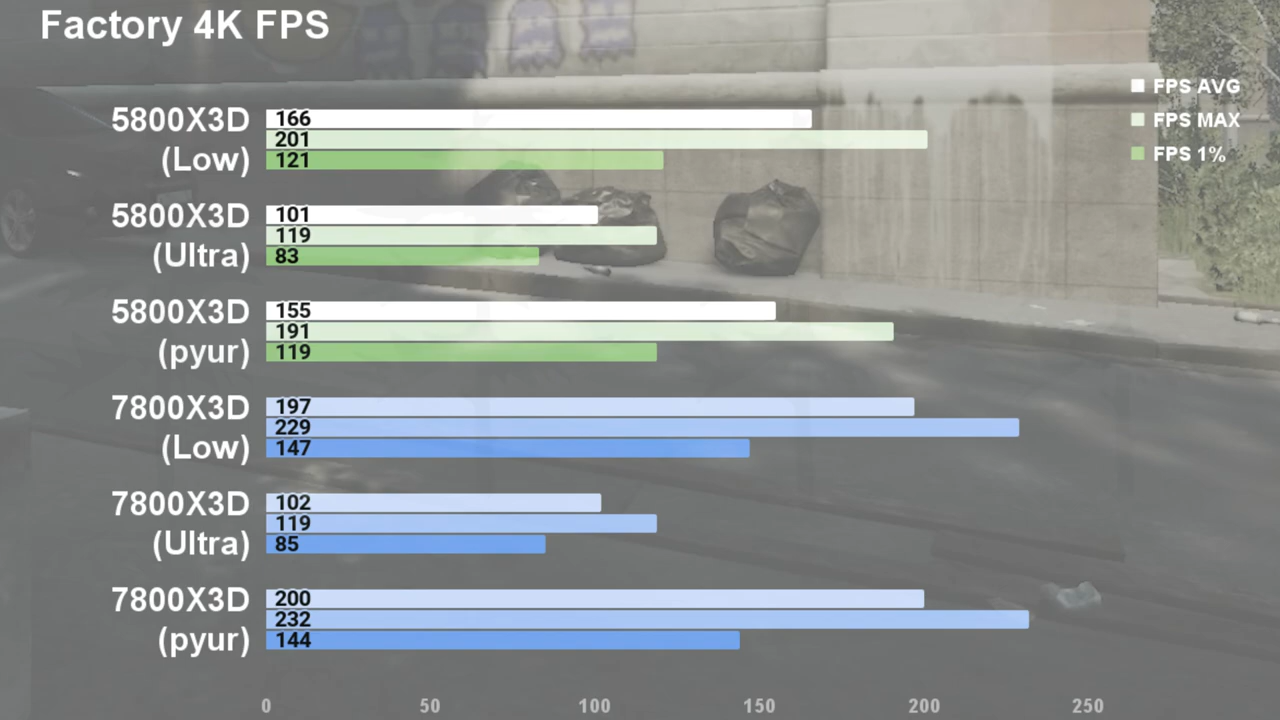 Factory 4K FPS
FPS AVG
FPS MAX
FPS 1%
5800X3D
(Low)
166
201
121
5800X3D
(Ultra)
101
119
83
5800X3D
(pyur)
155
191
119
7800X3D
(Low)
197
229
147
7800X3D
(Ultra)
102
119
85
7800X3D
(pyur)
200
232
144
0 50 100 150 200 250